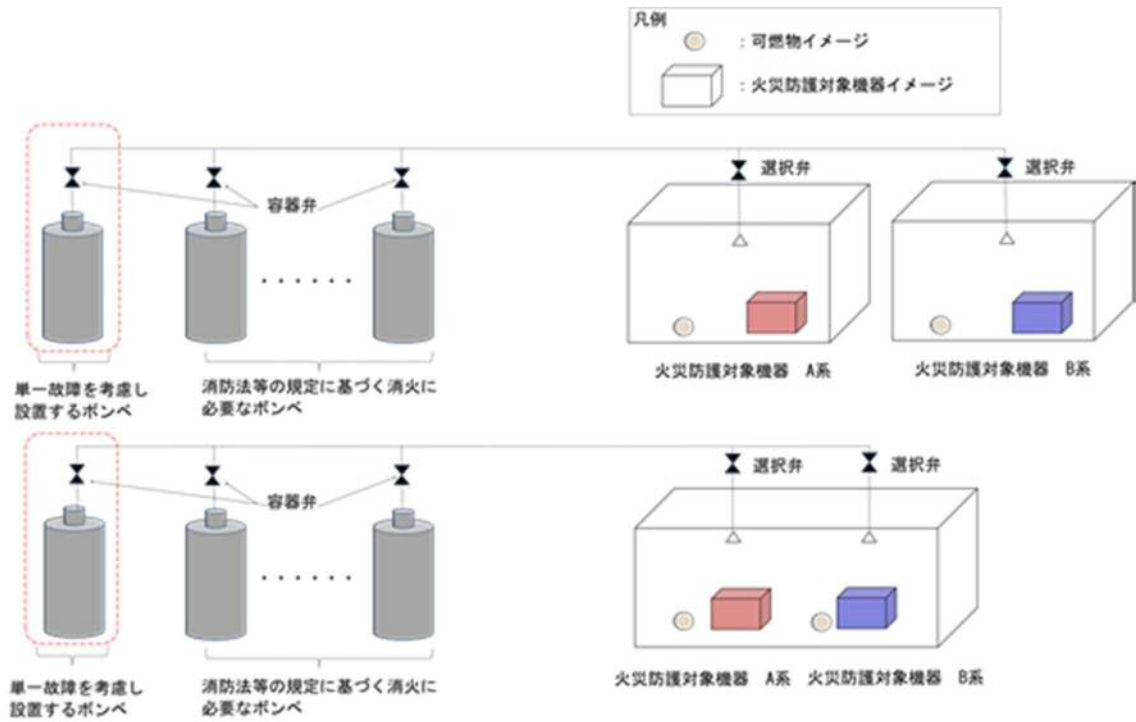 凡例
：可燃物イメージ
：火災防護対象機器イメージ
選択弁
選択弁
容器弁
火災防護対象機器　A系
火災防護対象機器　B系
単一故障を考慮し
設置するボンベ
消防法等の規定に基づく消火に
必要なボンベ
選択弁
選択弁
容器弁
火災防護対象機器　A系
火災防護対象機器　B系
単一故障を考慮し
設置するボンベ
消防法等の規定に基づく消火に
必要なボンベ